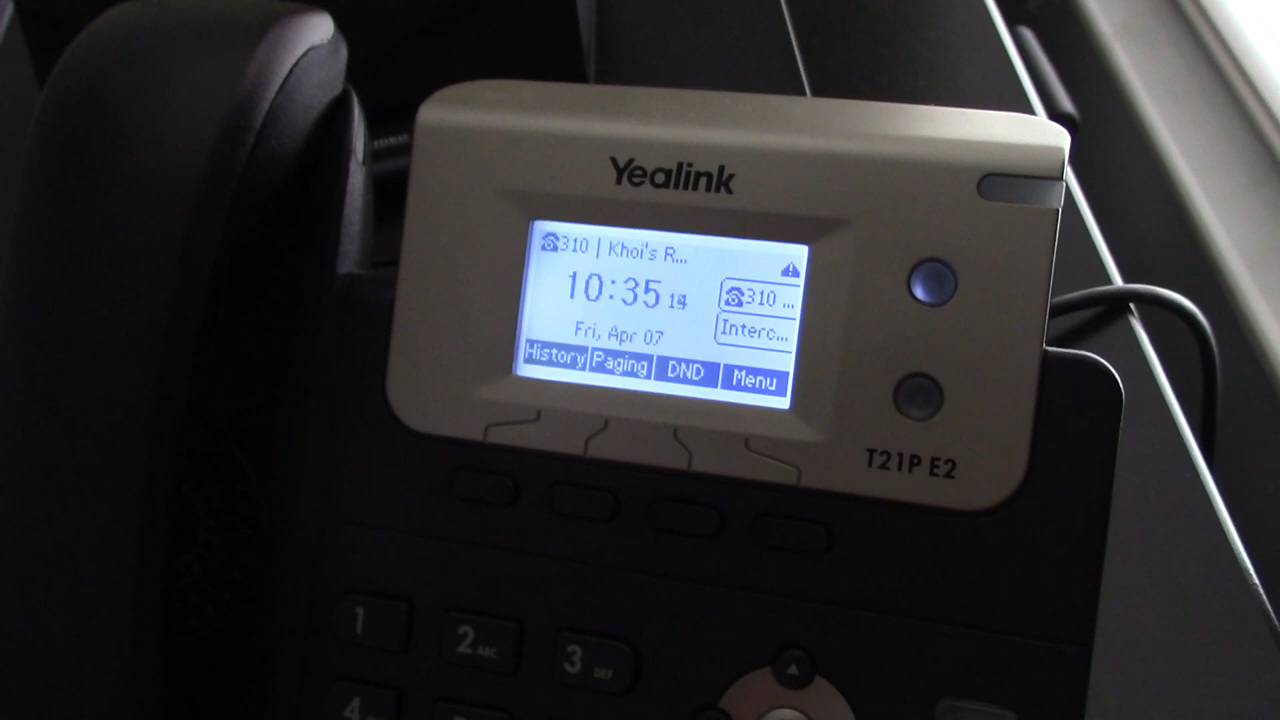 Yealink
310 | Khoi's R...
10:35
310 ...
Fri, Apr 07
Interc...
History Paging DND Menu
T21P E2
1
2 ABC
3 DEF
4